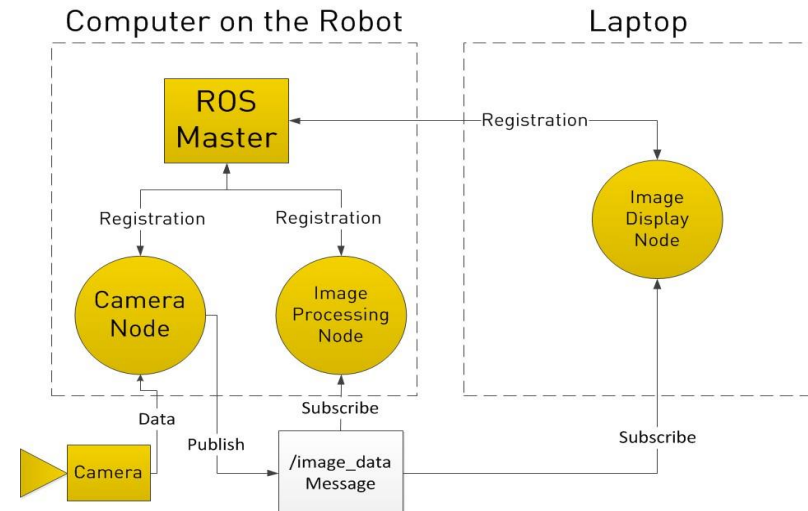 Computer on the Robot
Laptop
ROS
Master
Registration
Registration
Registration
Image
Display
Node
Camera
Node
Image
Processing
Node
Data
Subscribe
Publish
Subscribe
Camera
/image_data
Message